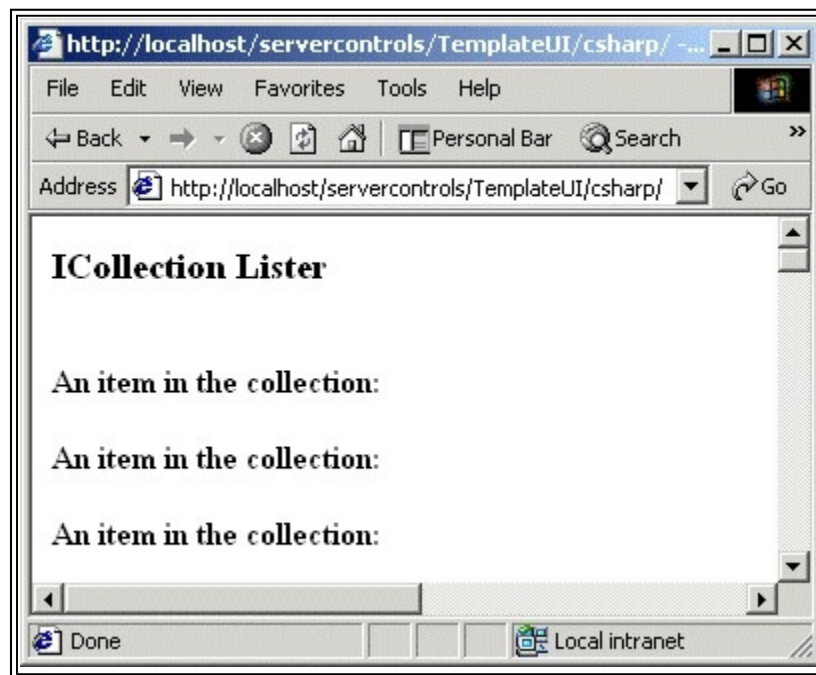 http://localhost/servercontrols/TemplateUI/csharp/ -...
File Edit View Favorites Tools Help
Back Personal Bar Search »
Address http://localhost/servercontrols/TemplateUI/csharp/ Go
ICollection Lister
An item in the collection:
An item in the collection:
An item in the collection:
Done Local intranet